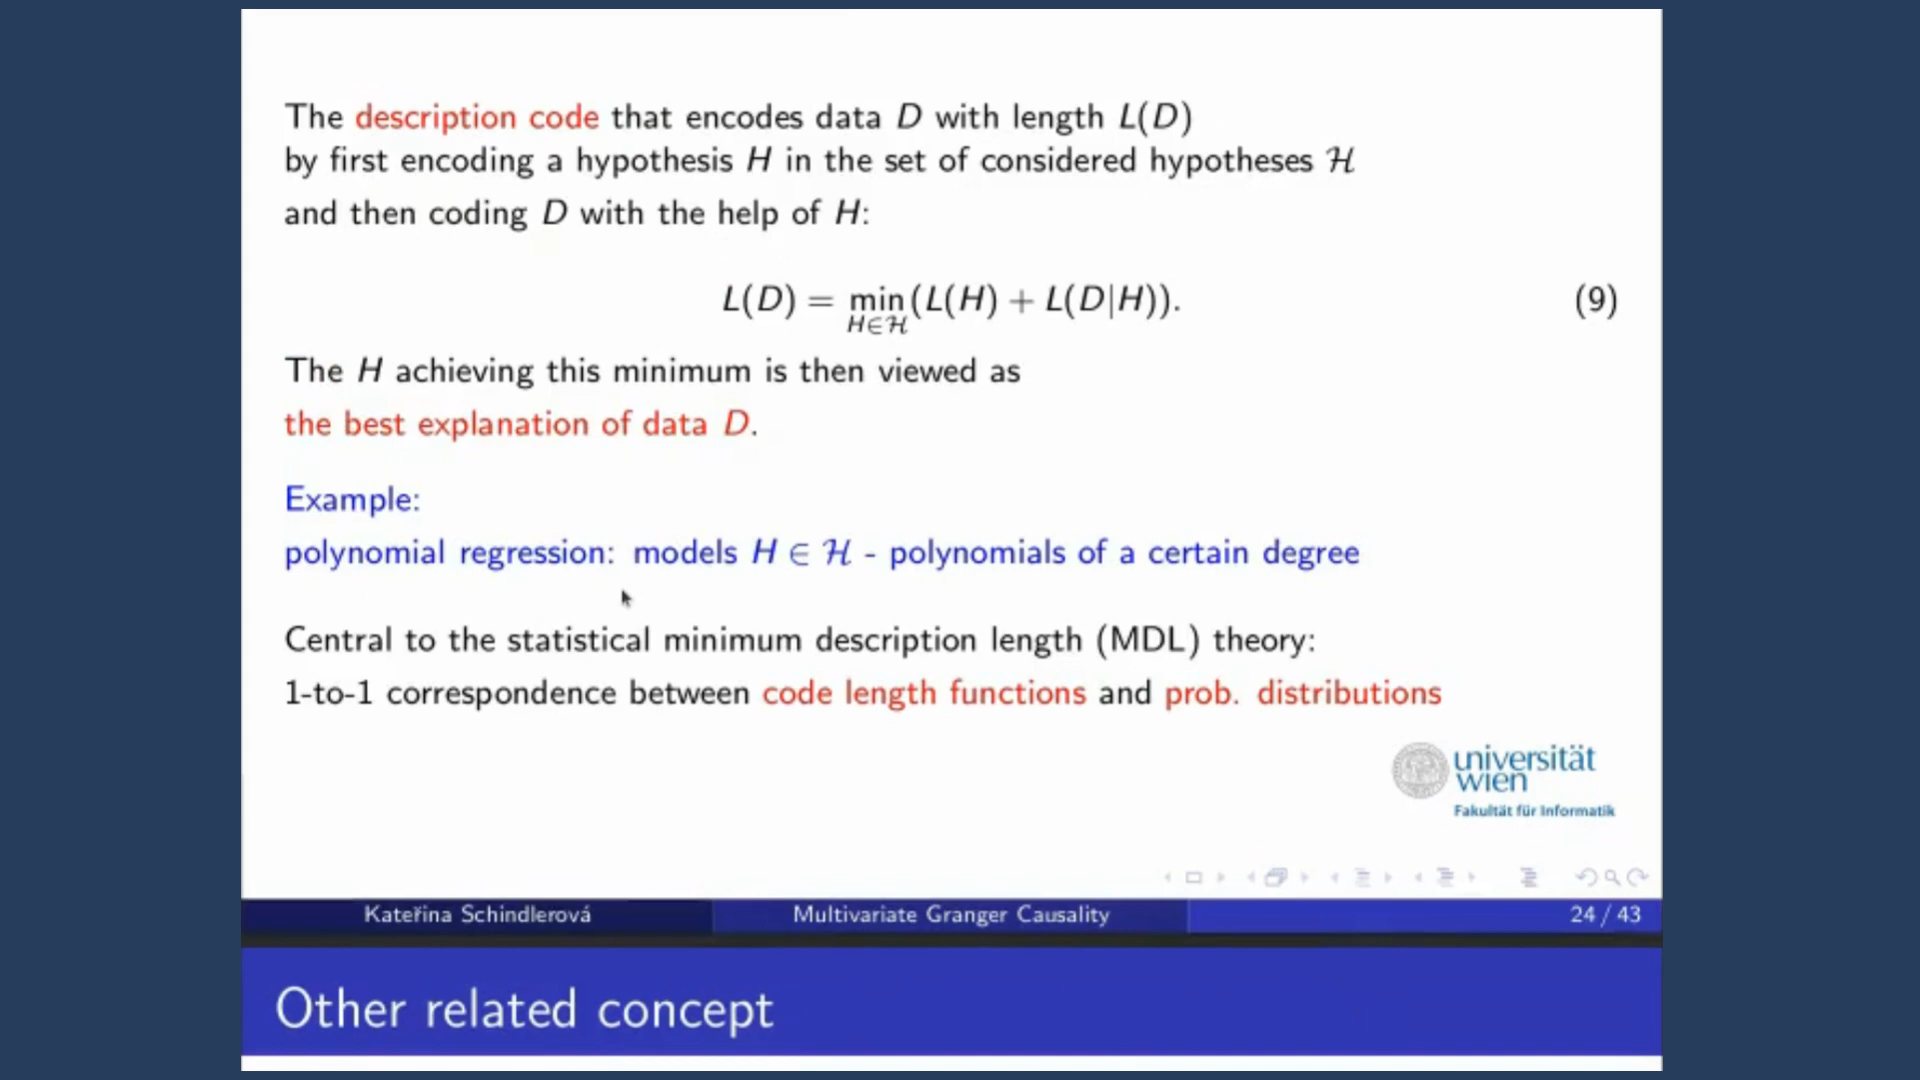 The description code that encodes data D with length L(D)
by first encoding a hypothesis H in the set of considered hypotheses ℋ
and then coding D with the help of H:
L(D) = min (L(H) + L(D|H)). (9)
H∈ℋ
The H achieving this minimum is then viewed as
the best explanation of data D.
Example:
polynomial regression: models H ∈ ℋ - polynomials of a certain degree
Central to the statistical minimum description length (MDL) theory:
1-to-1 correspondence between code length functions and prob. distributions
universität
wien
Fakultät für Informatik
Kateřina Schindlerová Multivariate Granger Causality 24 / 43
Other related concept